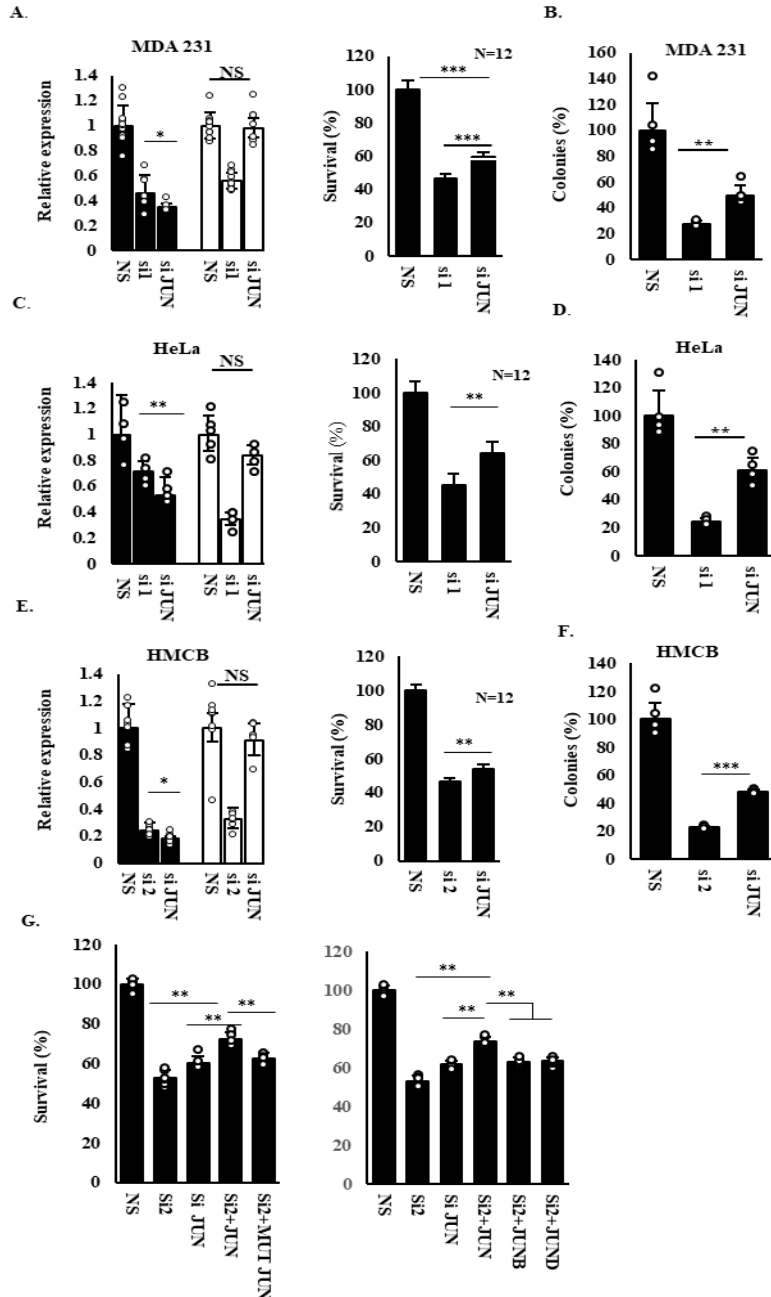 A.
MDA 231
Relative expression
1.4
1.2
1
0.8
0.6
0.4
0.2
0
*
NS
NS
si1
si JUN
NS
si1
si JUN
Survival (%)
120
100
80
60
40
20
0
N=12
***
***
NS
si1
si JUN
B.
MDA 231
Colonies (%)
160
140
120
100
80
60
40
20
0
**
NS
si 1
si JUN
C.
HeLa
Relative expression
1.4
1.2
1
0.8
0.6
0.4
0.2
0
**
NS
NS
si 1
si JUN
NS
si 1
si JUN
Survival (%)
120
100
80
60
40
20
0
N=12
**
NS
si 1
si JUN
D.
HeLa
Colonies (%)
140
120
100
80
60
40
20
0
**
NS
si 1
si JUN
E.
HMCB
Relative expression
1.4
1.2
1
0.8
0.6
0.4
0.2
0
*
NS
NS
si 2
si JUN
NS
si 2
si JUN
Survival (%)
120
100
80
60
40
20
0
N=12
**
NS
si 2
si JUN
F.
HMCB
Colonies (%)
140
120
100
80
60
40
20
0
***
NS
si 2
si JUN
G.
Survival (%)
120
100
80
60
40
20
0
**
**
**
NS
Si2
Si JUN
Si2+JUN
Si2+MUT JUN
120
100
80
60
40
20
0
**
**
**
NS
Si2
Si JUN
Si2+JUN
Si2+JUNB
Si2+JUND